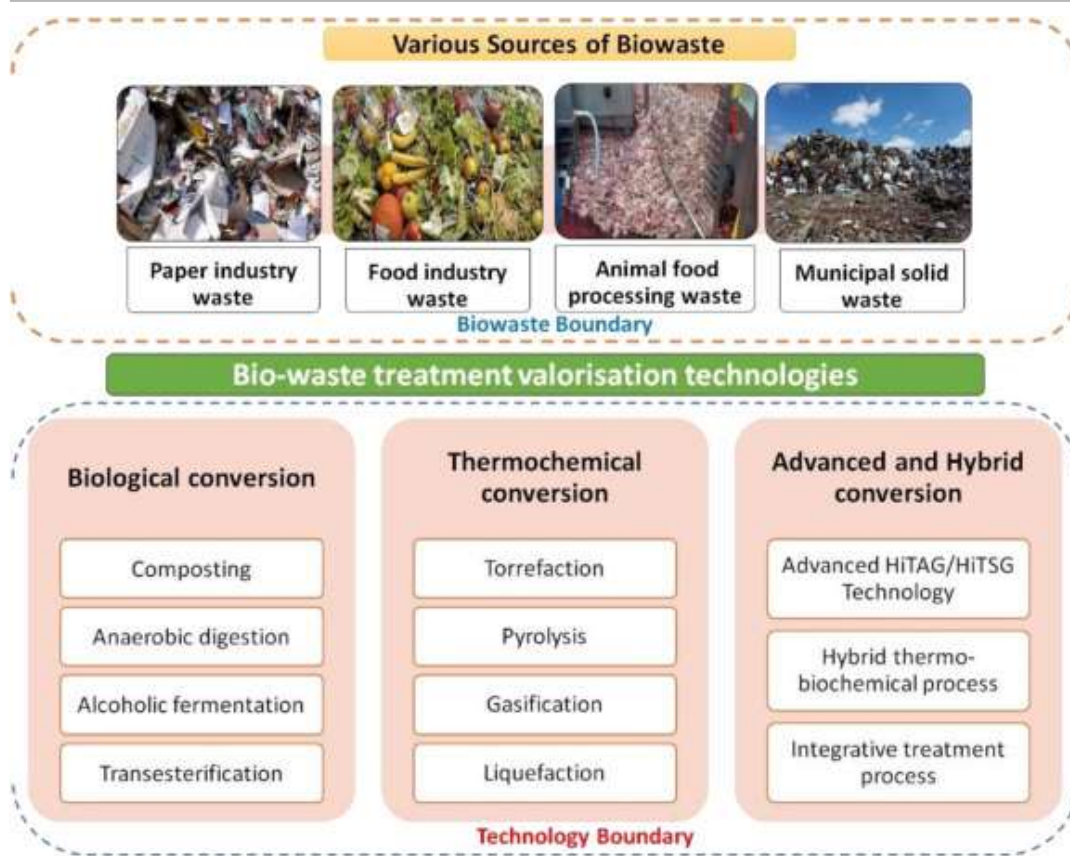 Various Sources of Biowaste
Paper industry
waste
Food industry
waste
Animal food
processing waste
Municipal solid
waste
Biowaste Boundary
Bio-waste treatment valorisation technologies
Biological conversion
Composting
Anaerobic digestion
Alcoholic fermentation
Transesterification
Thermochemical
conversion
Torrefaction
Pyrolysis
Gasification
Liquefaction
Advanced and Hybrid
conversion
Advanced HiTAG/HiTSG
Technology
Hybrid thermo-
biochemical process
Integrative treatment
process
Technology Boundary